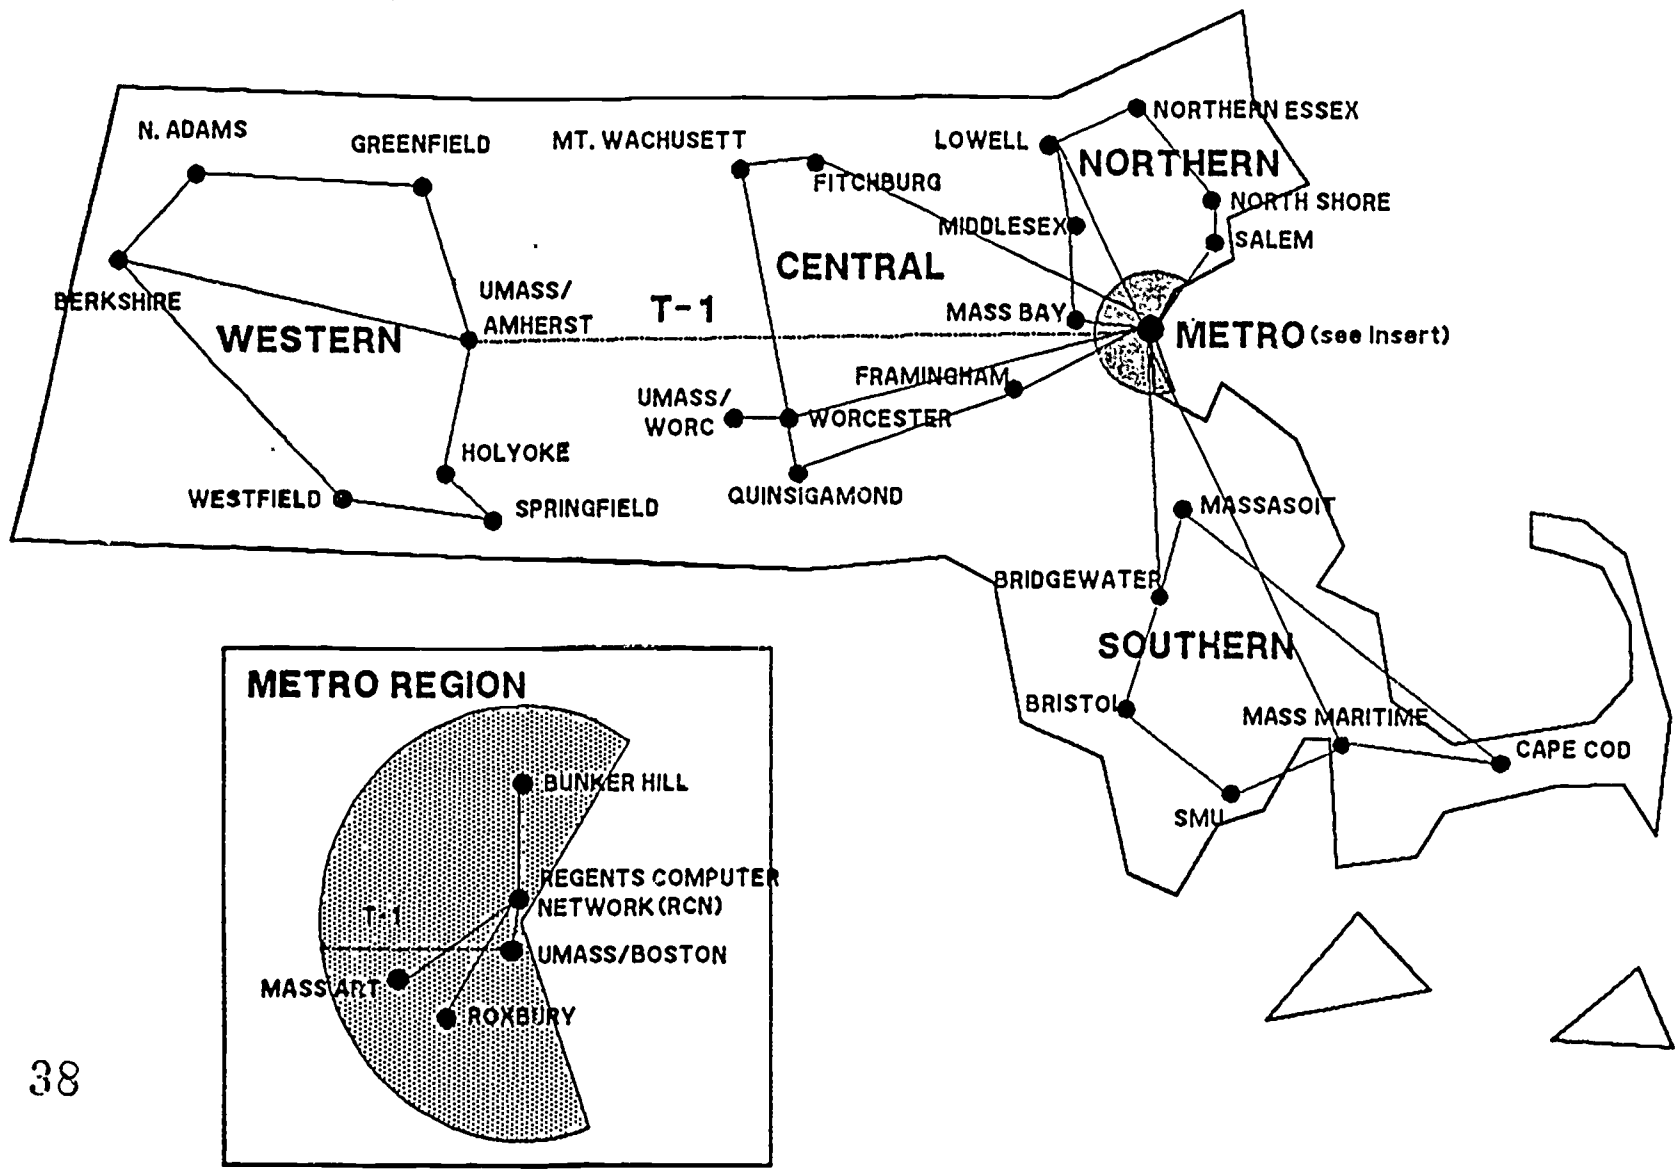 N. ADAMS
GREENFIELD
MT. WACHUSETT
LOWELL
NORTHERN ESSEX
NORTHERN
FITCHBURG
NORTH SHORE
MIDDLESEX
SALEM
CENTRAL
BERKSHIRE
UMASS/
AMHERST
T-1
MASS BAY
WESTERN
METRO (see Insert)
FRAMINGHAM
UMASS/
WORC
WORCESTER
HOLYOKE
WESTFIELD
SPRINGFIELD
QUINSIGAMOND
MASSASOIT
BRIDGEWATER
SOUTHERN
BRISTOL
MASS MARITIME
CAPE COD
SMU
METRO REGION
BUNKER HILL
REGENTS COMPUTER
NETWORK (RCN)
T-1
UMASS/BOSTON
MASS ART
ROXBURY
38